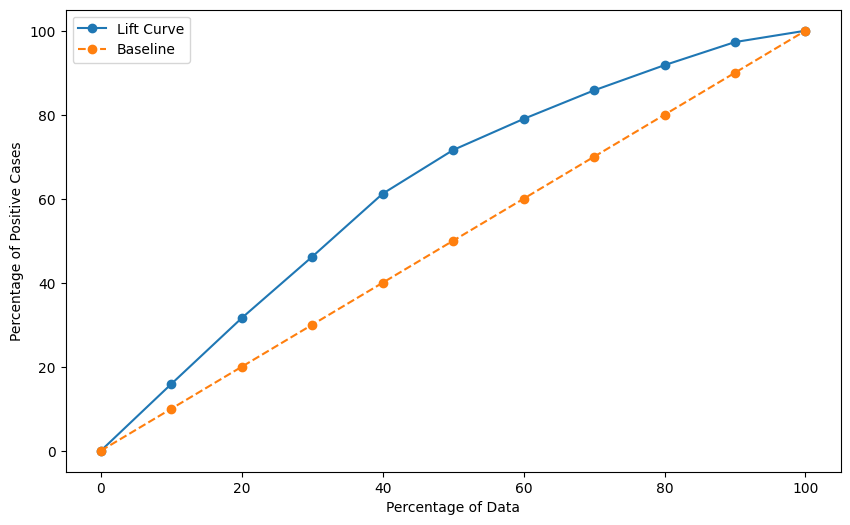 Lift Curve
Baseline
100
80
60
40
20
0
Percentage of Positive Cases
0 20 40 60 80 100
Percentage of Data